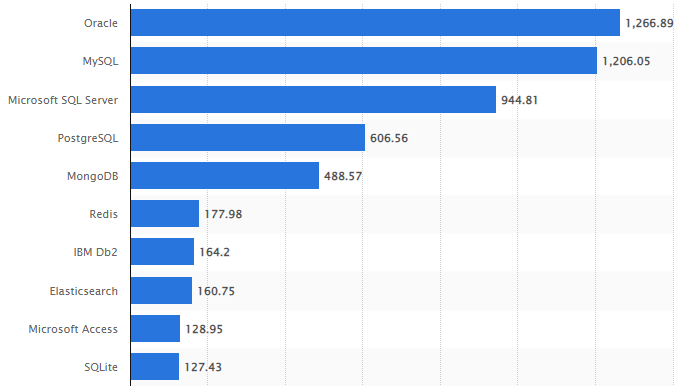 Oracle 1,266.89
MySQL 1,206.05
Microsoft SQL Server 944.81
PostgreSQL 606.56
MongoDB 488.57
Redis 177.98
IBM Db2 164.2
Elasticsearch 160.75
Microsoft Access 128.95
SQLite 127.43